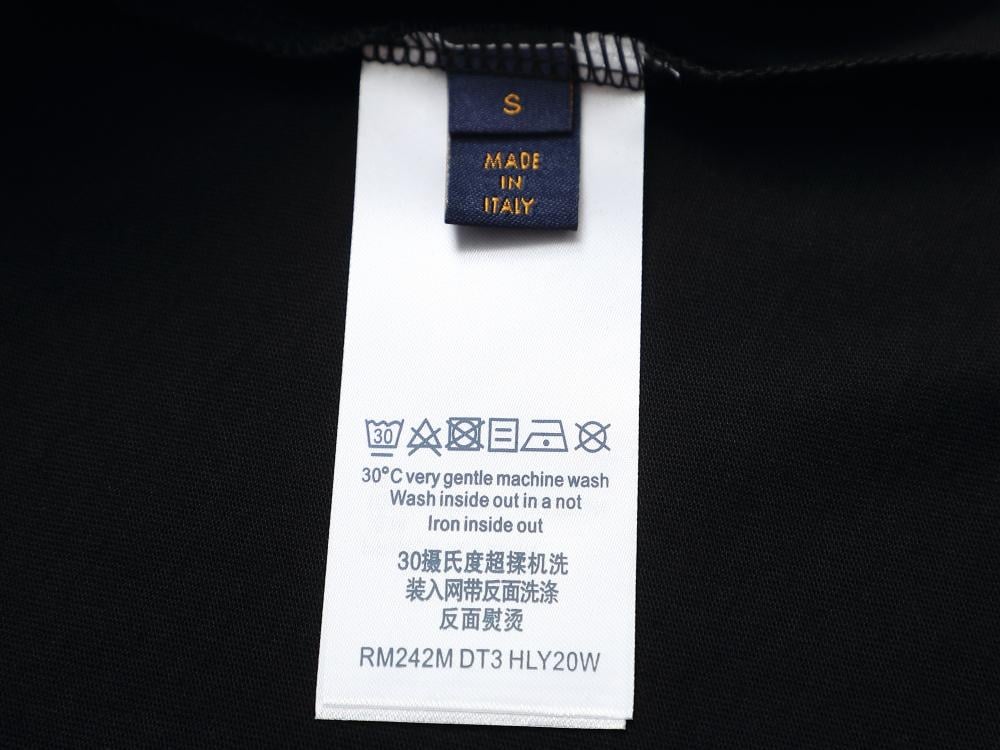 S
MADE
IN
ITALY
30
30°C very gentle machine wash
Wash inside out in a not
Iron inside out
30摄氏度超揉机洗
装入网带反面洗涤
反面熨烫
RM242M DT3 HLY20W